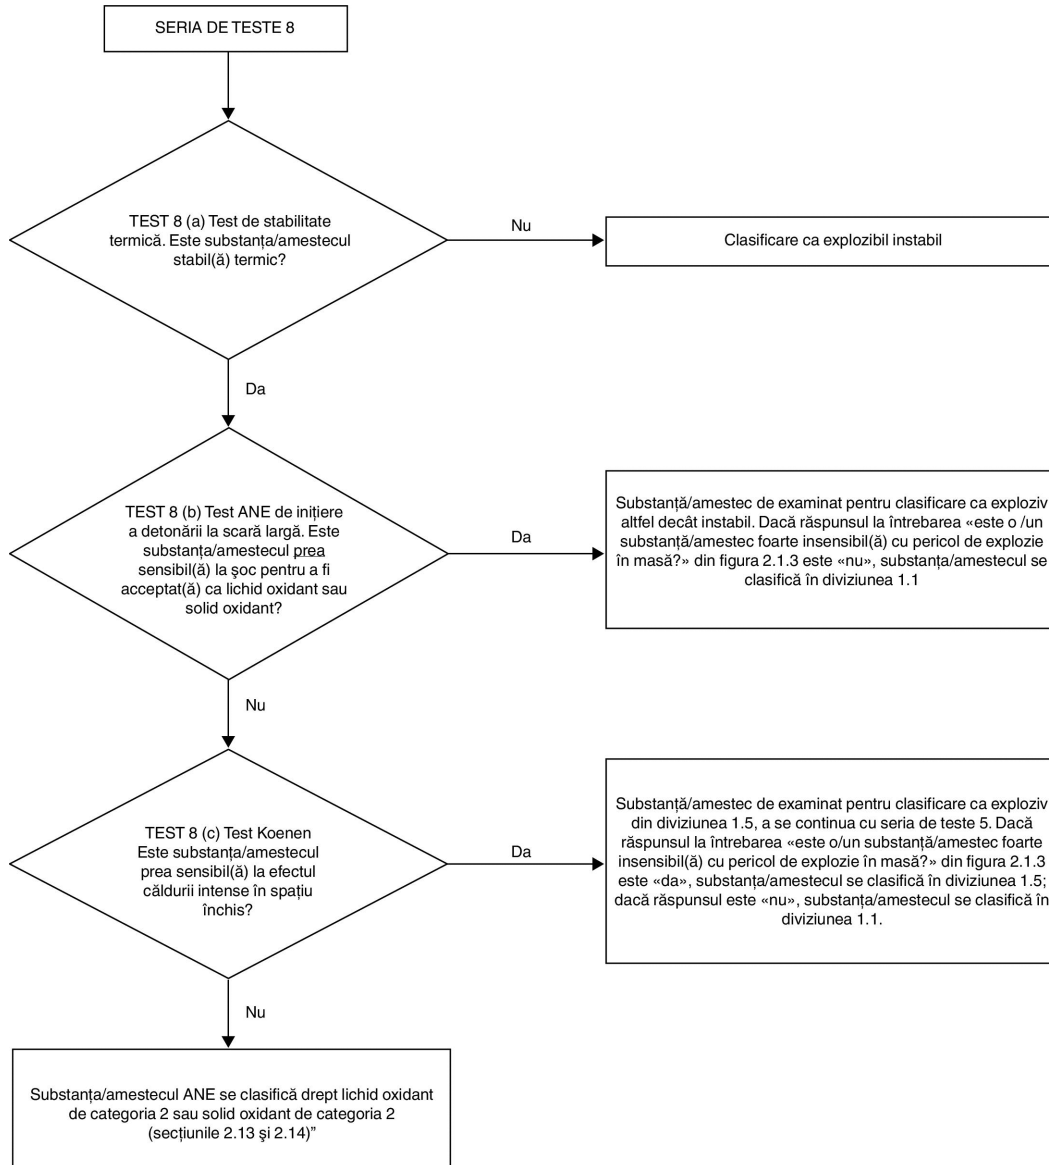 SERIA DE TESTE 8
TEST 8 (a) Test de stabilitate
termică. Este substanța/amestecul
stabil(ă) termic?
Nu
Clasificare ca explozibil instabil
Da
TEST 8 (b) Test ANE de inițiere
a detonării la scară largă. Este
substanța/amestecul prea
sensibil(ă) la șoc pentru a fi
acceptat(ă) ca lichid oxidant sau
solid oxidant?
Da
Substanță/amestec de examinat pentru clasificare ca exploziv
altfel decât instabil. Dacă răspunsul la întrebarea «este o /un
substanță/amestec foarte insensibil(ă) cu pericol de explozie
în masă?» din figura 2.1.3 este «nu», substanța/amestecul se
clasifică în diviziunea 1.1
Nu
TEST 8 (c) Test Koenen
Este substanța/amestecul
prea sensibil(ă) la efectul
căldurii intense în spațiu
închis?
Da
Substanță/amestec de examinat pentru clasificare ca exploziv
din diviziunea 1.5, a se continua cu seria de teste 5. Dacă
răspunsul la întrebarea «este o/un substanță/amestec foarte
insensibil(ă) cu pericol de explozie în masă?» din figura 2.1.3
este «da», substanța/amestecul se clasifică în diviziunea 1.5;
dacă răspunsul este «nu», substanța/amestecul se clasifică în
diviziunea 1.1.
Nu
Substanța/amestecul ANE se clasifică drept lichid oxidant
de categoria 2 sau solid oxidant de categoria 2
(secțiunile 2.13 și 2.14)”